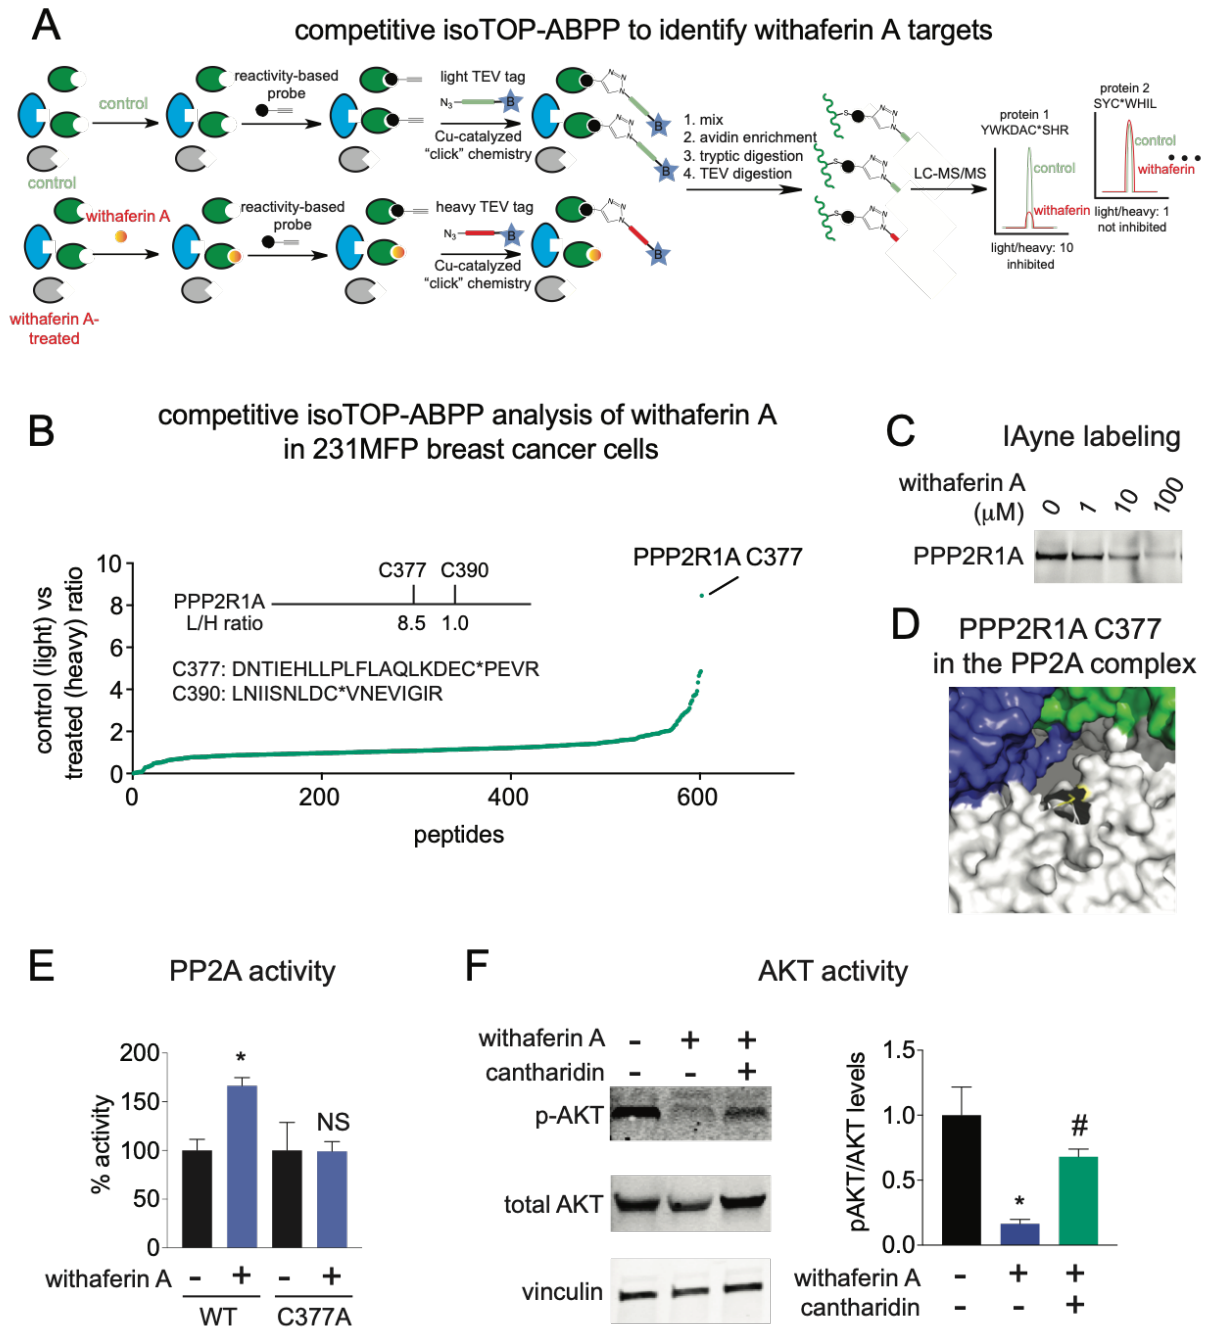 A
competitive isoTOP-ABPP to identify withaferin A targets
control
reactivity-based
probe
light TEV tag
N3
B
Cu-catalyzed
“click” chemistry
N
N
N
B
N
N
N
B
1. mix
2. avidin enrichment
3. tryptic digestion
4. TEV digestion
S
N
N
N
S
N
N
N
S
N
N
N
LC-MS/MS
protein 1
YWKDAC*SHR
control
withaferin
light/heavy: 10
inhibited
protein 2
SYC*WHIL
control
withaferin
light/heavy: 1
not inhibited
control
withaferin A
reactivity-based
probe
heavy TEV tag
N3
B
Cu-catalyzed
“click” chemistry
N
N
N
B
withaferin A-
treated
B
competitive isoTOP-ABPP analysis of withaferin A
in 231MFP breast cancer cells
control (light) vs
treated (heavy) ratio
10
8
6
4
2
0
0
200
400
600
peptides
C377 C390
PPP2R1A
L/H ratio 8.5 1.0
C377: DNTIEHLLPLFLAQLKDEC*PEVR
C390: LNIISNLDC*VNEVIGIR
PPP2R1A C377
C
IAyne labeling
withaferin A
(µM)
0 1 10 100
PPP2R1A
D
PPP2R1A C377
in the PP2A complex
E
PP2A activity
% activity
200
150
100
50
0
*
NS
withaferin A - + - +
WT C377A
F
AKT activity
withaferin A - + +
cantharidin - - +
p-AKT
total AKT
vinculin
pAKT/AKT levels
1.5
1.0
0.5
0.0
*
#
withaferin A - + +
cantharidin - - +